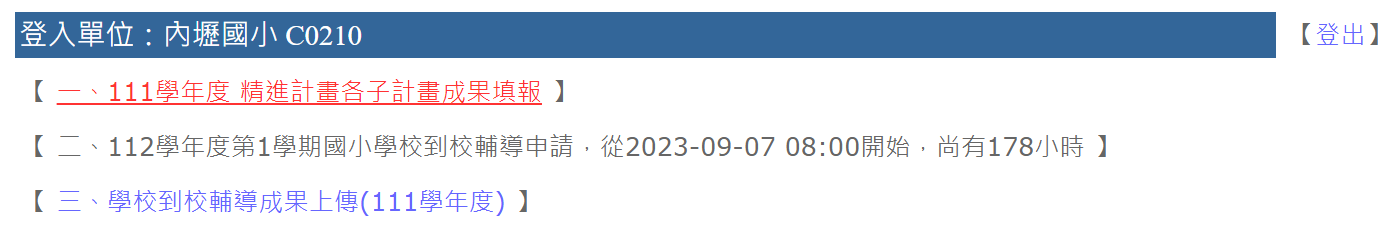 登入單位：內壢國小 C0210 【登出】
【 一、111學年度 精進計畫各子計畫成果填報 】
【 二、112學年度第1學期國小學校到校輔導申請，從2023-09-07 08:00開始，尚有178小時 】
【 三、學校到校輔導成果上傳(111學年度) 】